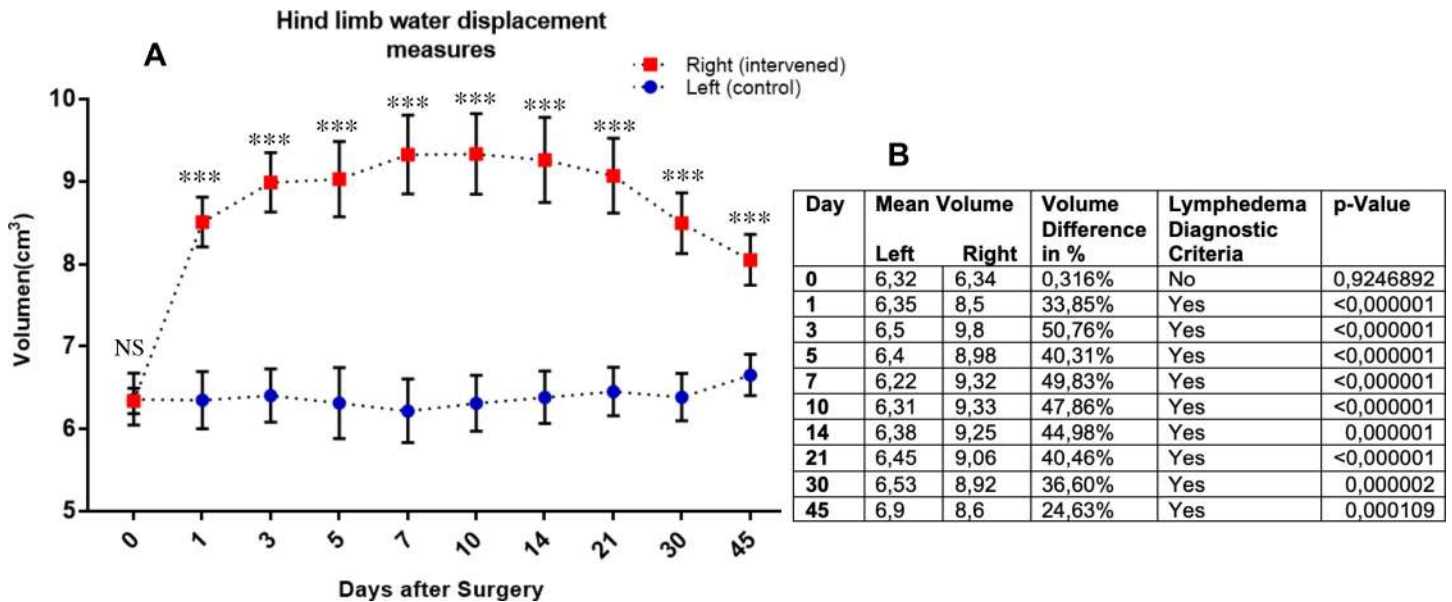 Hind limb water displacement
measures
A
Right (intervened)
Left (control)
10
9
8
7
6
5
Volumen(cm³)
NS
***
***
***
***
***
***
***
***
***
0 1 3 5 7 10 14 21 30 45
Days after Surgery
B
Day Mean Volume Volume Lymphedema p-Value
Difference Diagnostic
Left Right in % Criteria
0 6,32 6,34 0,316% No 0,9246892
1 6,35 8,5 33,85% Yes <0,000001
3 6,5 9,8 50,76% Yes <0,000001
5 6,4 8,98 40,31% Yes <0,000001
7 6,22 9,32 49,83% Yes <0,000001
10 6,31 9,33 47,86% Yes <0,000001
14 6,38 9,25 44,98% Yes 0,000001
21 6,45 9,06 40,46% Yes <0,000001
30 6,53 8,92 36,60% Yes 0,000002
45 6,9 8,6 24,63% Yes 0,000109